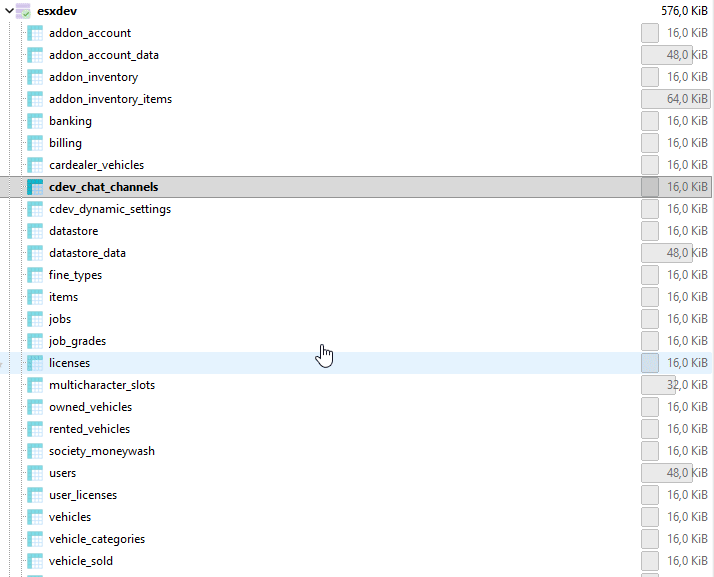 esxdev 576,0 KiB
addon_account 16,0 KiB
addon_account_data 48,0 KiB
addon_inventory 16,0 KiB
addon_inventory_items 64,0 KiB
banking 16,0 KiB
billing 16,0 KiB
cardealer_vehicles 16,0 KiB
cdev_chat_channels 16,0 KiB
cdev_dynamic_settings 16,0 KiB
datastore 16,0 KiB
datastore_data 48,0 KiB
fine_types 16,0 KiB
items 16,0 KiB
jobs 16,0 KiB
job_grades 16,0 KiB
licenses 16,0 KiB
multicharacter_slots 32,0 KiB
owned_vehicles 16,0 KiB
rented_vehicles 16,0 KiB
society_moneywash 16,0 KiB
users 48,0 KiB
user_licenses 16,0 KiB
vehicles 16,0 KiB
vehicle_categories 16,0 KiB
vehicle_sold 16,0 KiB